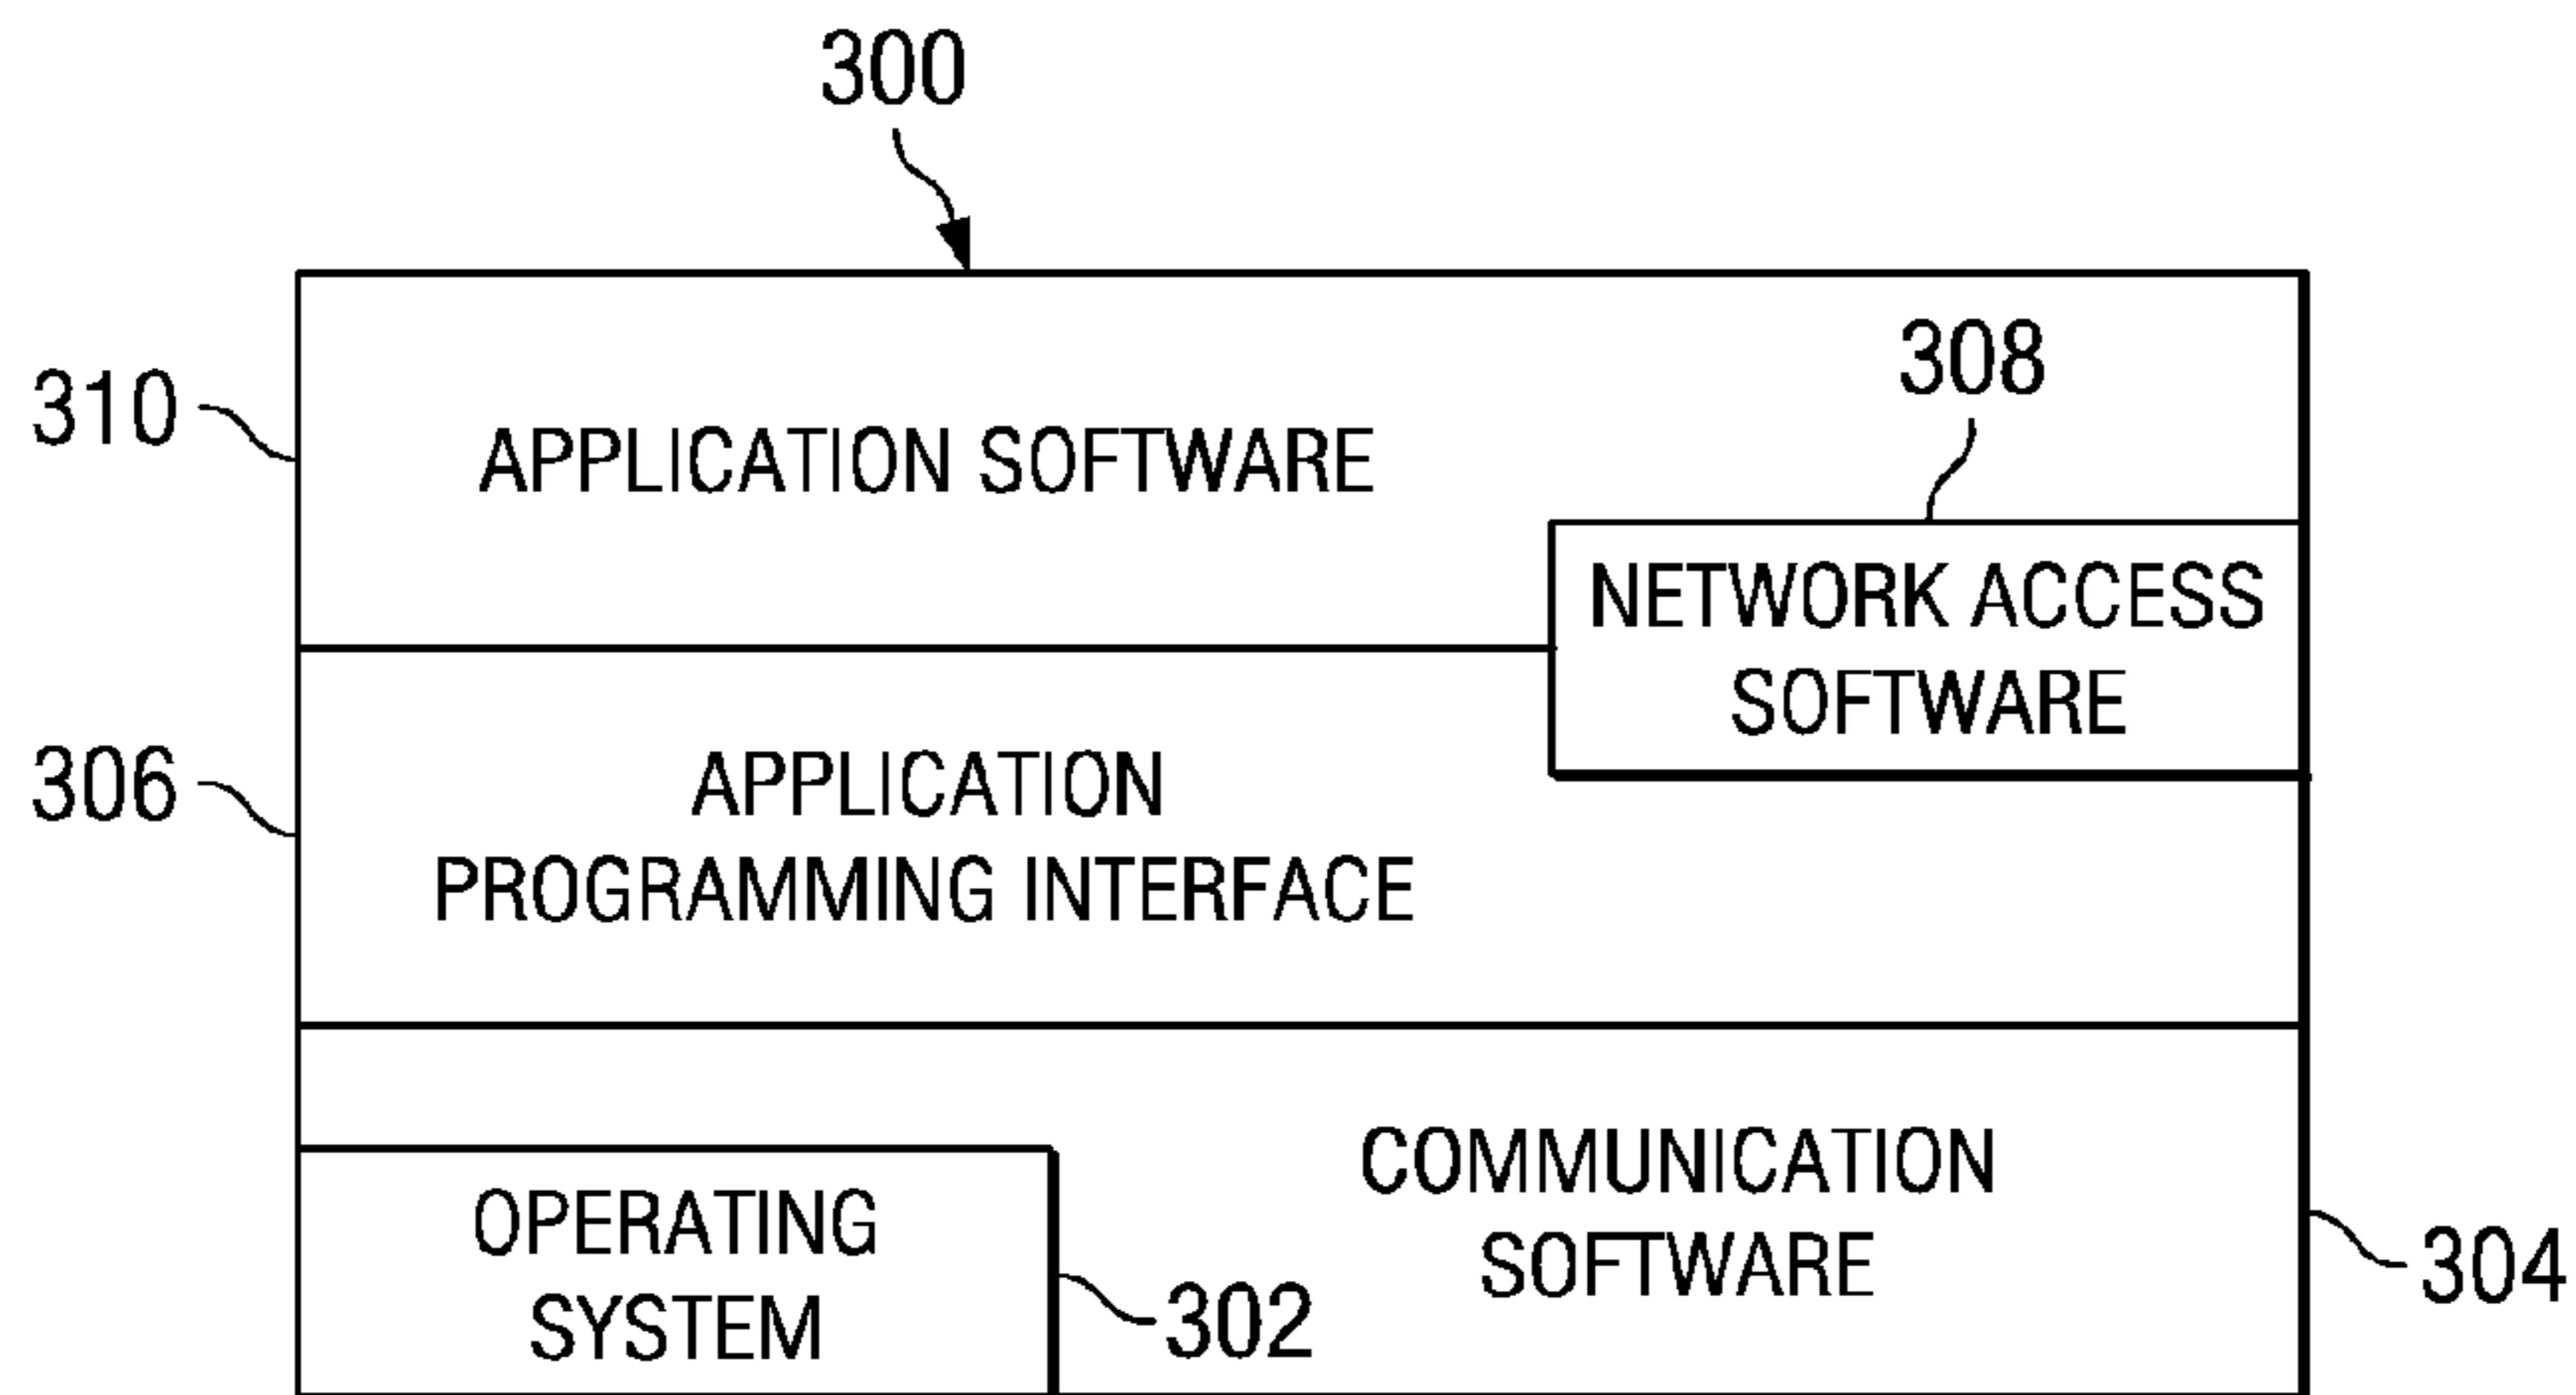 300
308
310
APPLICATION SOFTWARE
NETWORK ACCESS
SOFTWARE
306
APPLICATION
PROGRAMMING INTERFACE
COMMUNICATION
SOFTWARE
304
OPERATING
SYSTEM
302